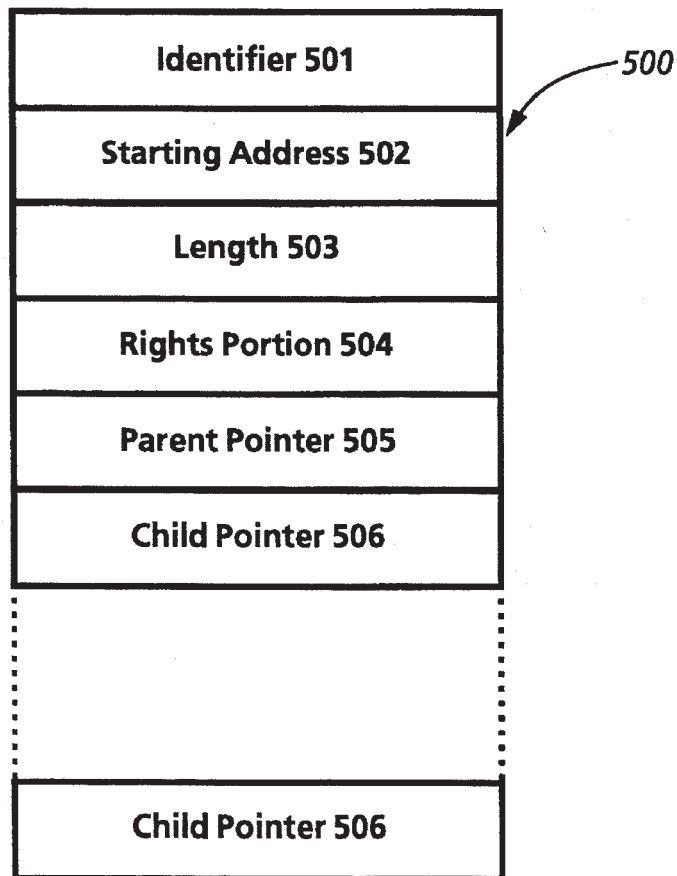 Identifier 501
500
Starting Address 502
Length 503
Rights Portion 504
Parent Pointer 505
Child Pointer 506
Child Pointer 506